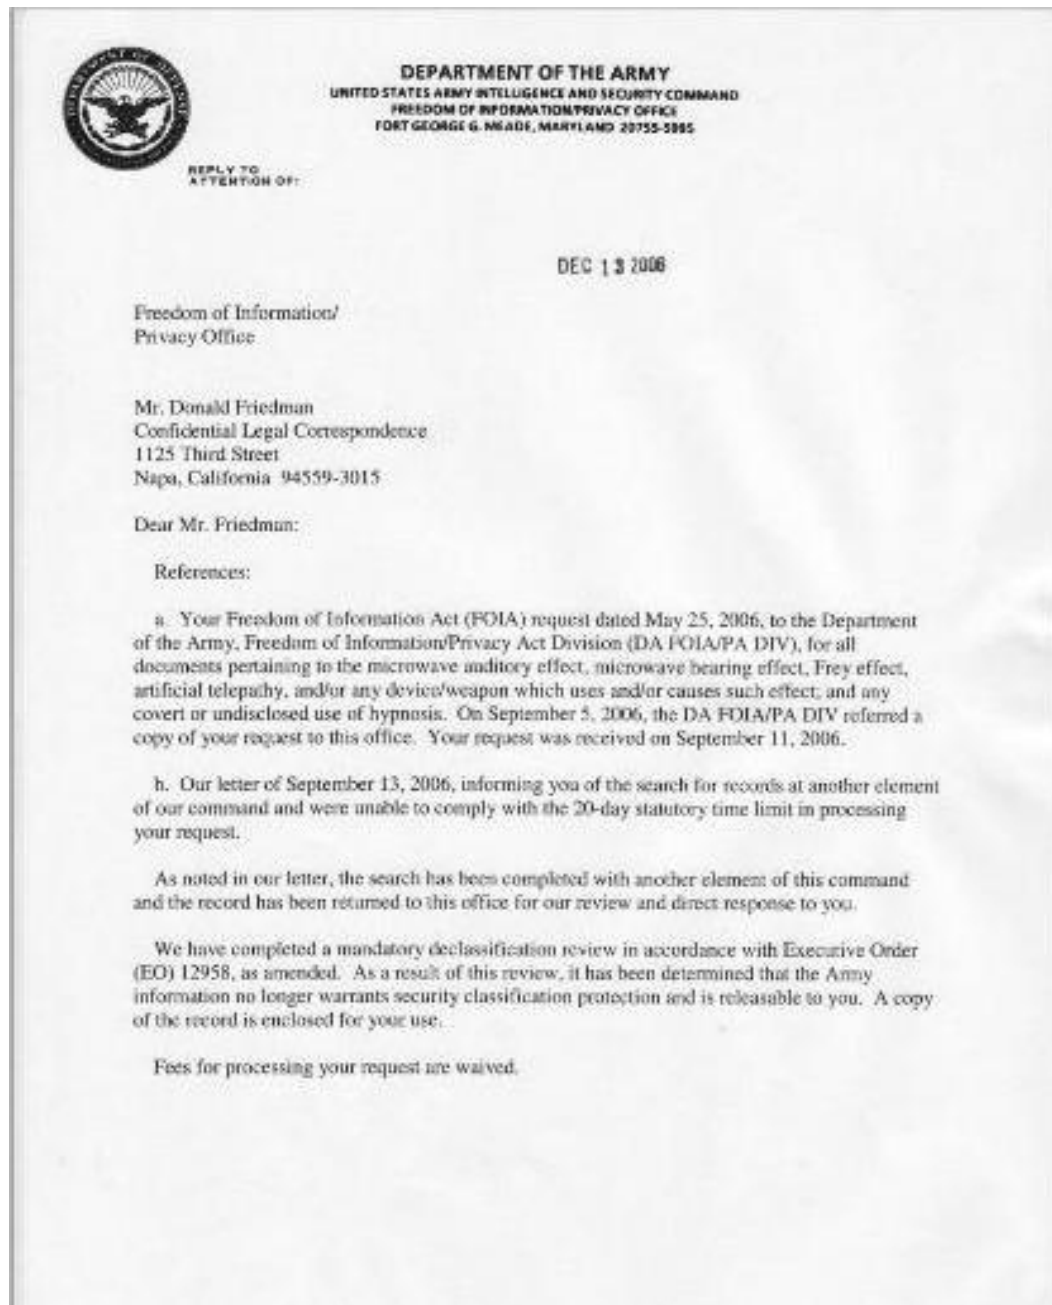 DEPARTMENT OF THE ARMY
UNITED STATES ARMY INTELLIGENCE AND SECURITY COMMAND
FREEDOM OF INFORMATION/PRIVACY OFFICE
FORT GEORGE G. MEADE, MARYLAND 20755-5995
REPLY TO
ATTENTION OF:
DEC 13 2006
Freedom of Information/
Privacy Office
Mr. Donald Friedman
Confidential Legal Correspondence
1125 Third Street
Napa, California 94559-3015
Dear Mr. Friedman:
References:
a. Your Freedom of Information Act (FOIA) request dated May 25, 2006, to the Department
of the Army, Freedom of Information/Privacy Act Division (DA FOIA/PA DIV), for all
documents pertaining to the microwave auditory effect, microwave hearing effect, Frey effect,
artificial telepathy, and/or any device/weapon which uses and/or causes such effect; and any
covert or undisclosed use of hypnosis. On September 5, 2006, the DA FOIA/PA DIV referred a
copy of your request to this office. Your request was received on September 11, 2006.
b. Our letter of September 13, 2006, informing you of the search for records at another element
of our command and were unable to comply with the 20-day statutory time limit in processing
your request.
As noted in our letter, the search has been completed with another element of this command
and the record has been returned to this office for our review and direct response to you.
We have completed a mandatory declassification review in accordance with Executive Order
(EO) 12958, as amended. As a result of this review, it has been determined that the Army
information no longer warrants security classification protection and is releasable to you. A copy
of the record is enclosed for your use.
Fees for processing your request are waived.